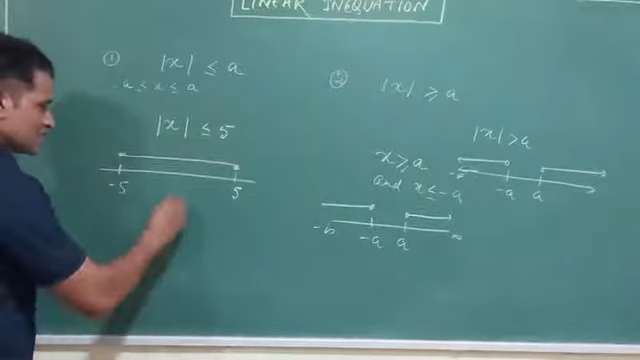 LINEAR INEQUATION
① |x| ≤ a
-a ≤ x ≤ a
|x| ≤ 5
-5 5
② |x| ≥ a
x ≥ a
and x ≤ -a
-∞ -a a ∞
|x| > a
-a a